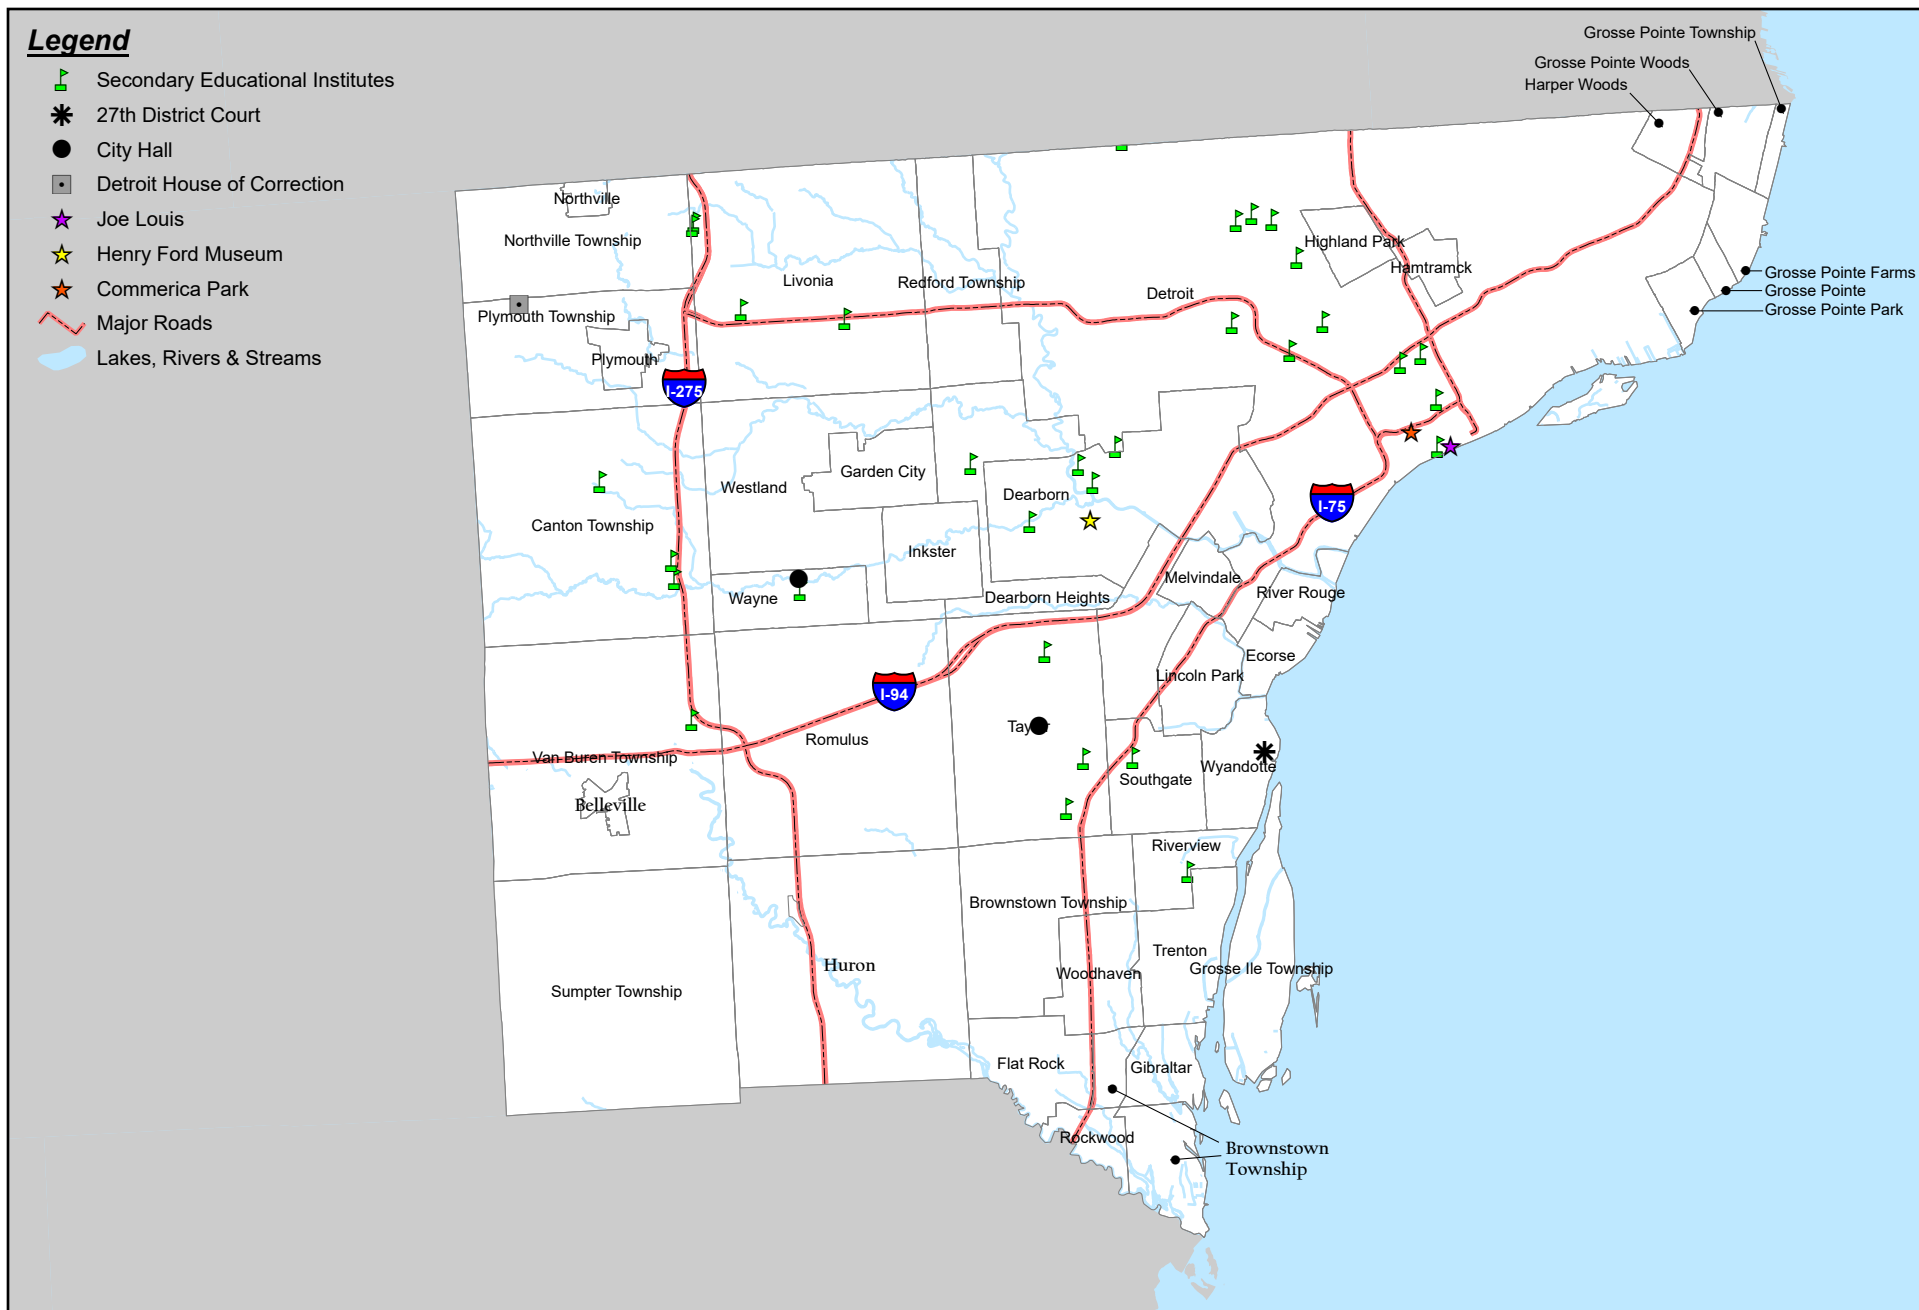 Legend
Secondary Educational Institutes
27th District Court
City Hall
Detroit House of Correction
Joe Louis
Henry Ford Museum
Commerica Park
Major Roads
Lakes, Rivers & Streams
Grosse Pointe Township
Grosse Pointe Woods
Harper Woods
Northville
Northville Township
Highland Park
Hamtramck
Livonia
Redford Township
Detroit
Grosse Pointe Farms
Grosse Pointe
Grosse Pointe Park
Plymouth Township
Plymouth
I-275
Garden City
Westland
Dearborn
I-75
Canton Township
Inkster
Melvindale
River Rouge
Wayne
Dearborn Heights
Ecorse
Lincoln Park
I-94
Taylor
Romulus
Van Buren Township
Wyandotte
Southgate
Belleville
Riverview
Brownstown Township
Trenton
Huron
Grosse Ile Township
Woodhaven
Sumpter Township
Flat Rock
Gibraltar
Rockwood
Brownstown
Township